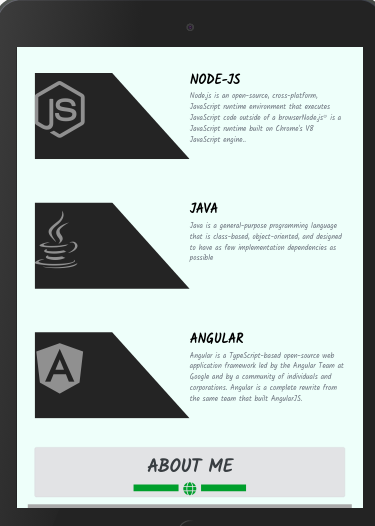 JS
NODE-JS
Node.js is an open-source, cross-platform,
JavaScript runtime environment that executes
JavaScript code outside of a browserNode.js® is a
JavaScript runtime built on Chrome's V8
JavaScript engine..
JAVA
Java is a general-purpose programming language
that is class-based, object-oriented, and designed
to have as few implementation dependencies as
possible
A
ANGULAR
Angular is a TypeScript-based open-source web
application framework led by the Angular Team at
Google and by a community of individuals and
corporations. Angular is a complete rewrite from
the same team that built AngularJS.
ABOUT ME